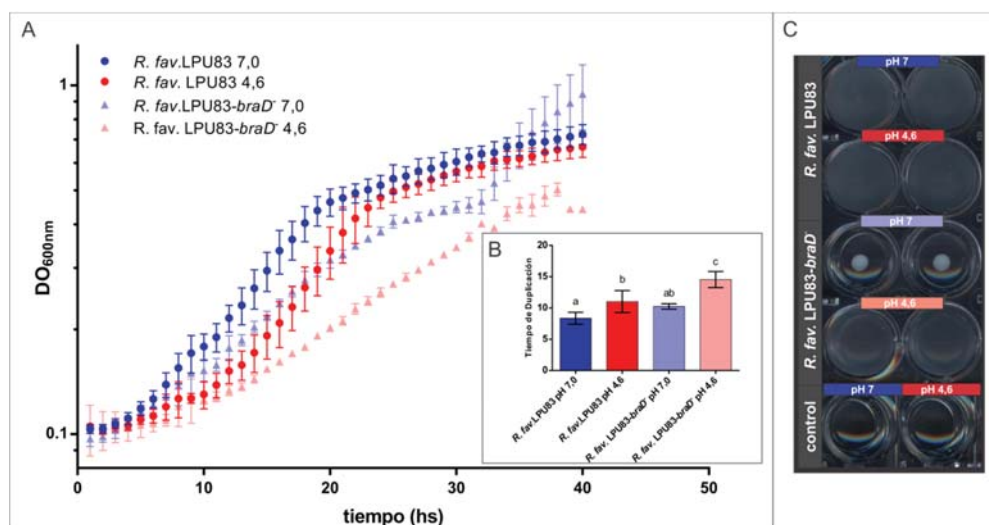 A
R. fav.LPU83 7,0
R. fav. LPU83 4,6
R. fav.LPU83-braD⁻ 7,0
R. fav. LPU83-braD⁻ 4,6
DO600nm
1
0.1
0
10
20
30
40
50
tiempo (hs)
B
Tiempo de Duplicación
20
15
10
5
0
a
b
ab
c
R. fav.LPU83 pH 7,0
R. fav.LPU83 pH 4,6
R. fav. LPU83-braD⁻ pH 7,0
R. fav. LPU83-braD⁻ pH 4,6
C
R. fav. LPU83
pH 7
pH 4,6
R. fav. LPU83-braD⁻
pH 7
pH 4,6
control
pH 7
pH 4,6